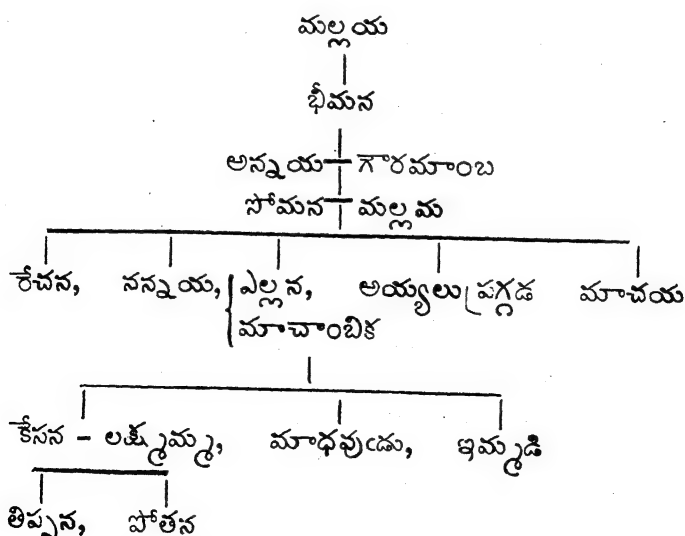 మల్లయ
భీమన
అన్నయ గౌరమాంబ
సోమన మల్లమ
రేచన, నన్నయ, ఎల్లన, అయ్యలుప్రగ్గడ మాచయ
మాచాంబిక
కేసన – లక్ష్మమ్మ, మాధవుఁడు, ఇమ్మడి
తిప్పన, పోతన